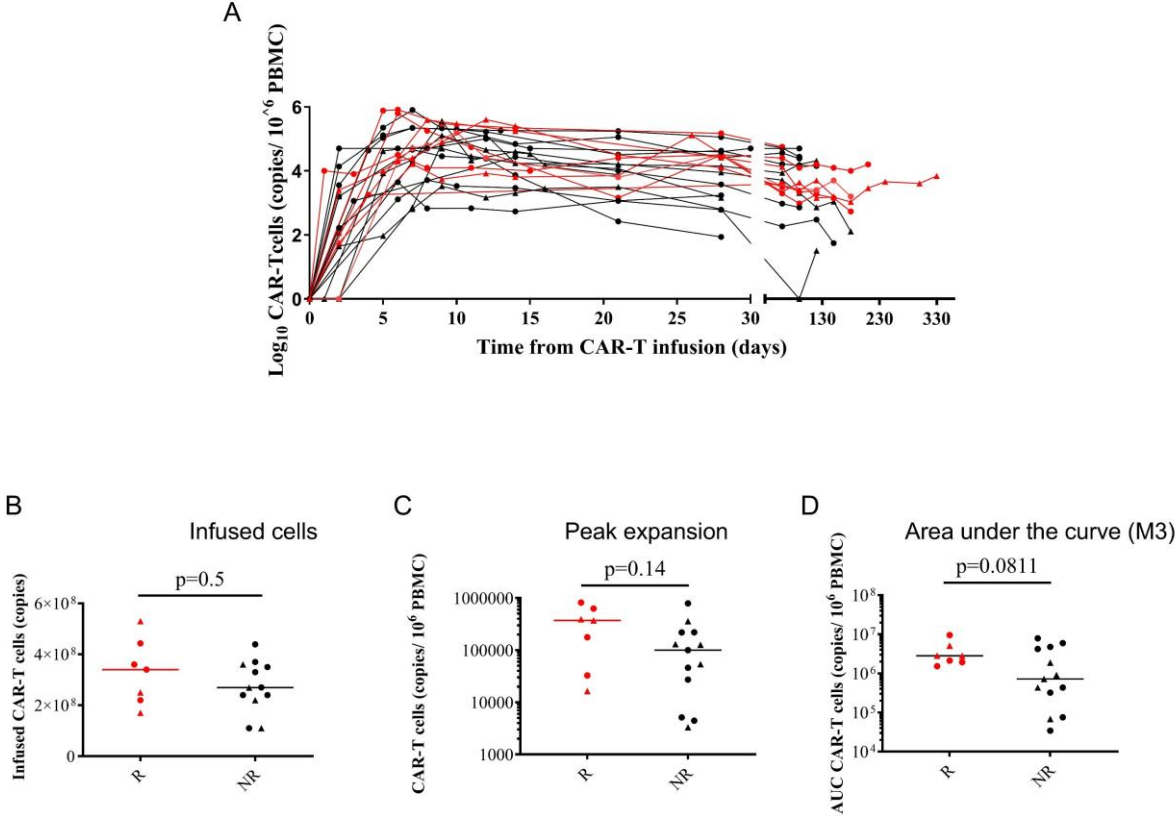 A
Log10 CAR-Tcells (copies/ 10^6 PBMC)
6
4
2
0
0 5 10 15 20 25 30 130 230 330
Time from CAR-T infusion (days)
B
Infused cells
p=0.5
Infused CAR-T cells (copies)
6×10^8
4×10^8
2×10^8
0
R NR
C
Peak expansion
p=0.14
CAR-T cells (copies/ 10^6 PBMC)
1000000
100000
10000
1000
R NR
D
Area under the curve (M3)
p=0.0811
AUC CAR-T cells (copies/ 10^6 PBMC)
10^8
10^7
10^6
10^5
10^4
R NR